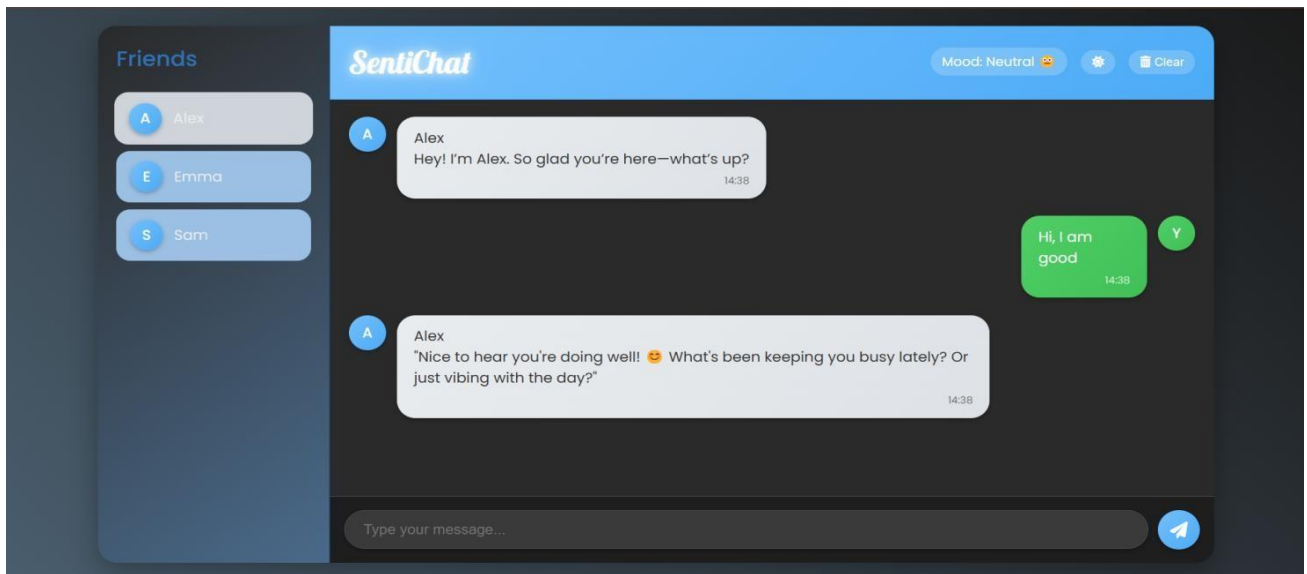 Friends
A Alex
E Emma
S Sam
SentiChat
Mood: Neutral 😐
Clear
A
Alex
Hey! I’m Alex. So glad you’re here—what’s up?
14:38
Hi, I am
good
14:38
Y
A
Alex
"Nice to hear you're doing well! 😊 What's been keeping you busy lately? Or
just vibing with the day?"
14:38
Type your message...